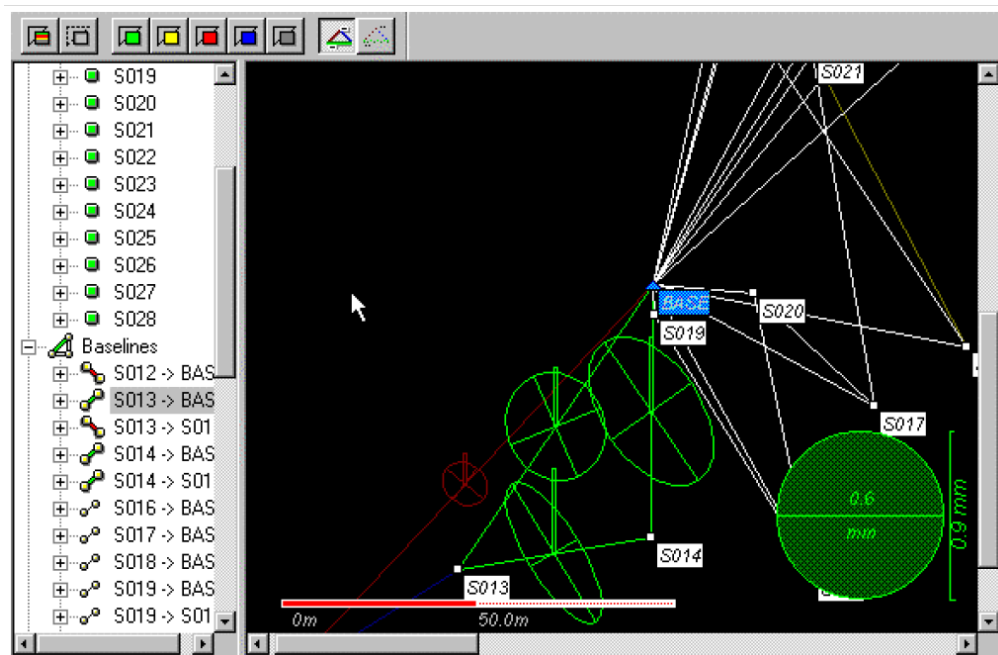 S019
S020
S021
S022
S023
S024
S025
S026
S027
S028
Baselines
S012 -> BAS
S013 -> BAS
S013 -> S01
S014 -> BAS
S014 -> S01
S016 -> BAS
S017 -> BAS
S018 -> BAS
S019 -> BAS
S019 -> S01
S021
BASE
S020
S019
S017
0.6
mm
0.9 mm
S014
S013
0m
50.0m